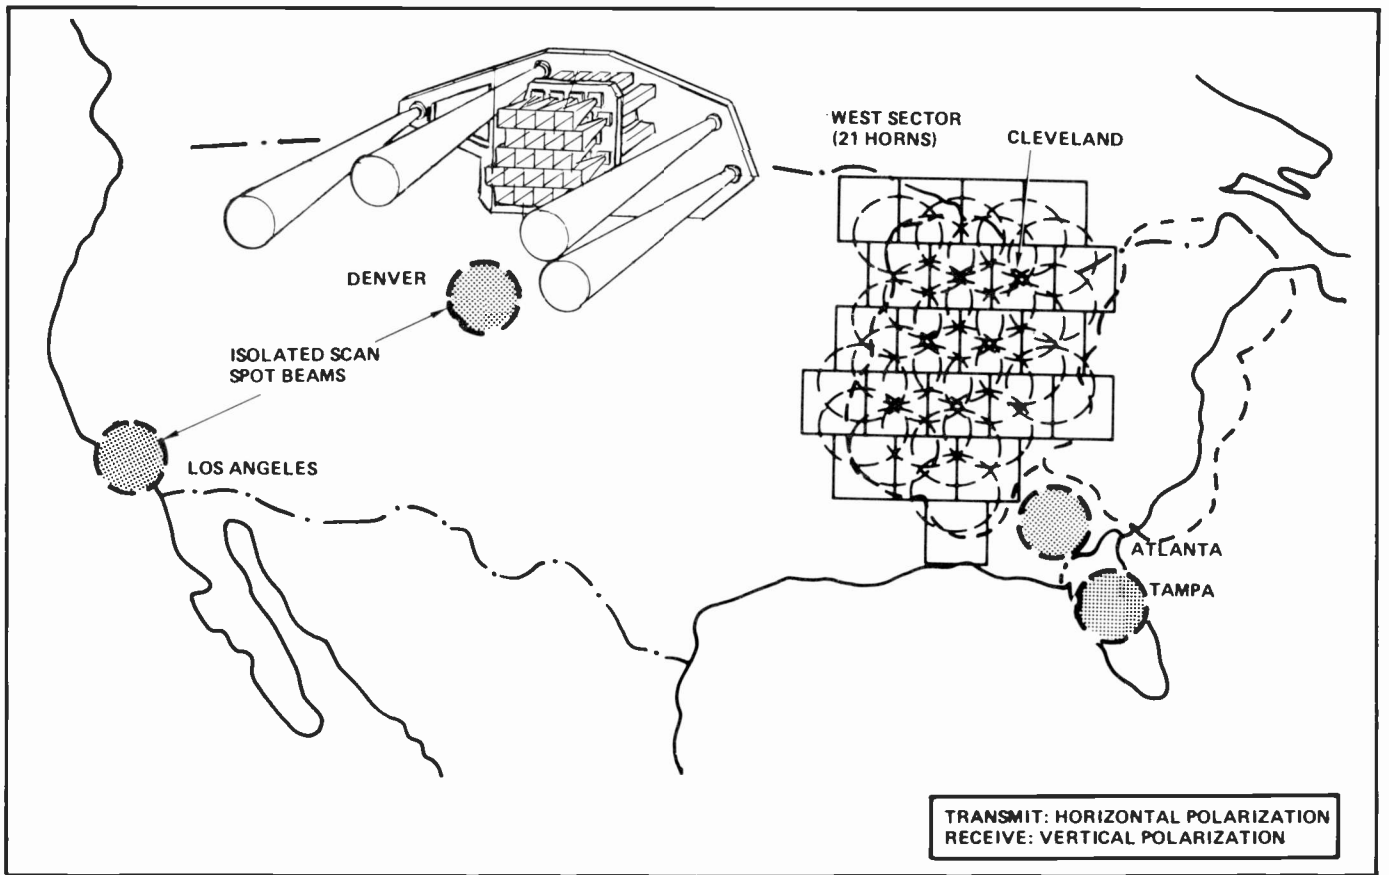 WEST SECTOR
(21 HORNS)
CLEVELAND
DENVER
ISOLATED SCAN
SPOT BEAMS
LOS ANGELES
ATLANTA
TAMPA
TRANSMIT: HORIZONTAL POLARIZATION
RECEIVE: VERTICAL POLARIZATION